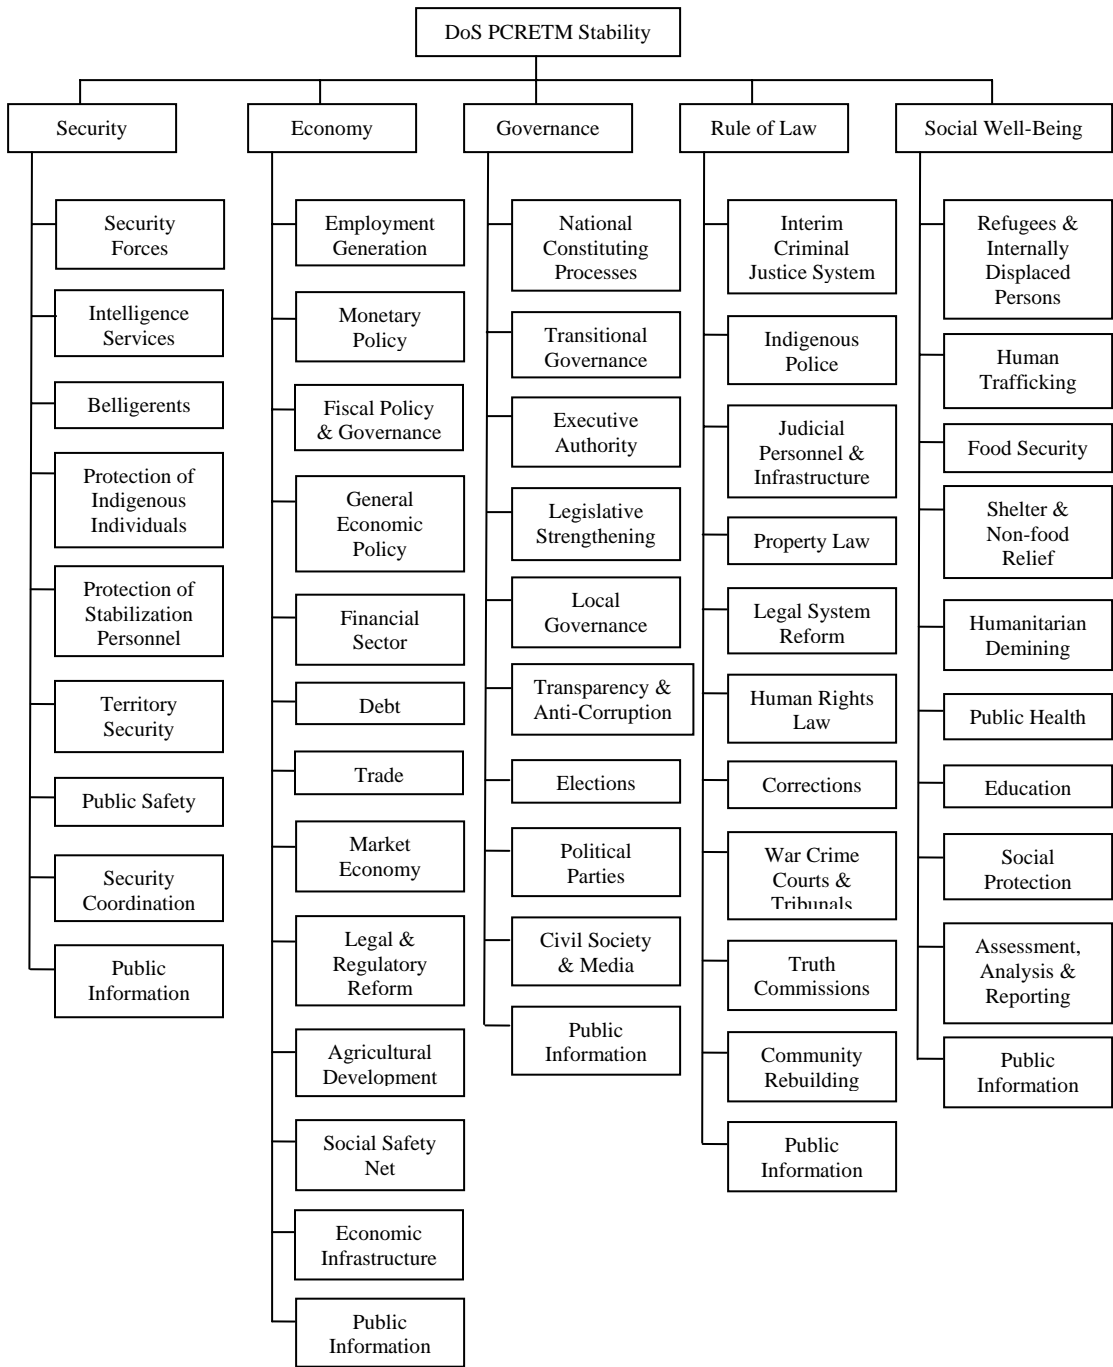 DoS PCRETM Stability
Security
Economy
Governance
Rule of Law
Social Well-Being
Security
Forces
Intelligence
Services
Belligerents
Protection of
Indigenous
Individuals
Protection of
Stabilization
Personnel
Territory
Security
Public Safety
Security
Coordination
Public
Information
Employment
Generation
Monetary
Policy
Fiscal Policy
& Governance
General
Economic
Policy
Financial
Sector
Debt
Trade
Market
Economy
Legal &
Regulatory
Reform
Agricultural
Development
Social Safety
Net
Economic
Infrastructure
Public
Information
National
Constituting
Processes
Transitional
Governance
Executive
Authority
Legislative
Strengthening
Local
Governance
Transparency &
Anti-Corruption
Elections
Political
Parties
Civil Society
& Media
Public
Information
Interim
Criminal
Justice System
Indigenous
Police
Judicial
Personnel &
Infrastructure
Property Law
Legal System
Reform
Human Rights
Law
Corrections
War Crime
Courts &
Tribunals
Truth
Commissions
Community
Rebuilding
Public
Information
Refugees &
Internally
Displaced
Persons
Human
Trafficking
Food Security
Shelter &
Non-food
Relief
Humanitarian
Demining
Public Health
Education
Social
Protection
Assessment,
Analysis &
Reporting
Public
Information